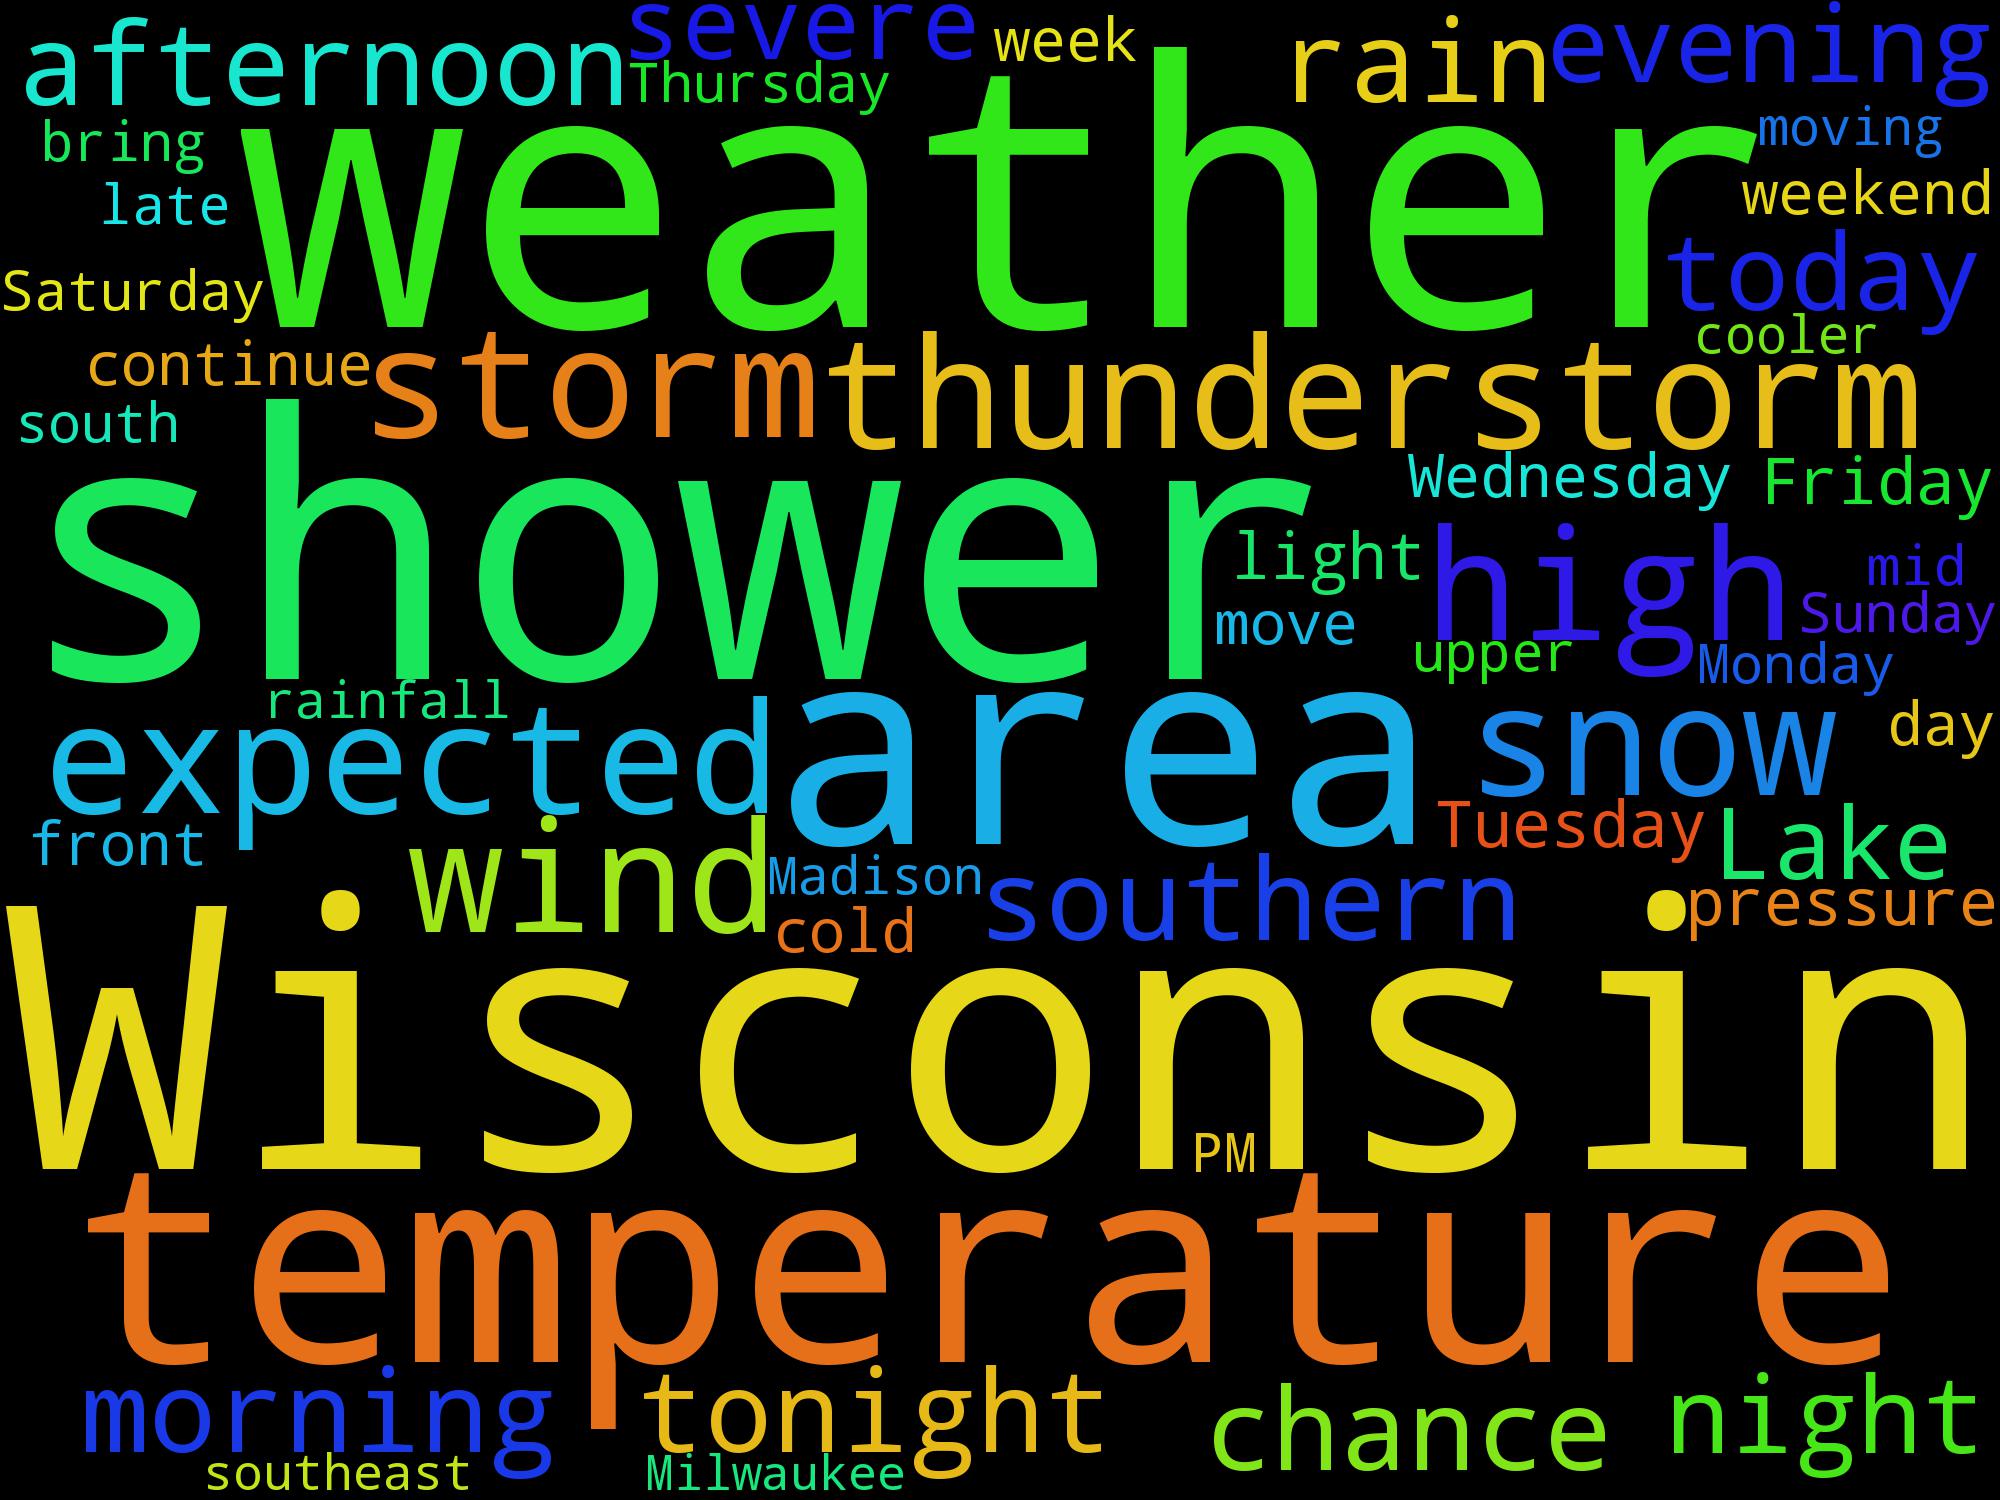 afternoon severe week rain evening
Thursday
bring weather moving
late weekend
Saturday today
continue storm thunderstorm cooler
south
shower Wednesday Friday
light high mid
move Sunday
upper Monday
rainfall
expected area snow day
front wind Tuesday Lake
Madison southern
cold pressure
Wisconsin
PM
temperature
morning tonight chance night
southeast Milwaukee